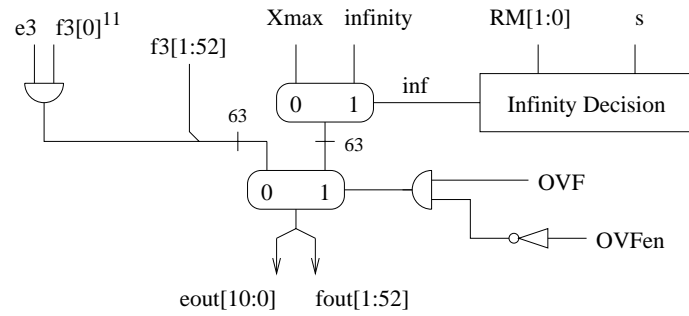 Xmax infinity RM[1:0] s
e3 f3[0]^11
f3[1:52]
0 1 inf Infinity Decision
63 63
0 1 OVF
OVFen
eout[10:0] fout[1:52]